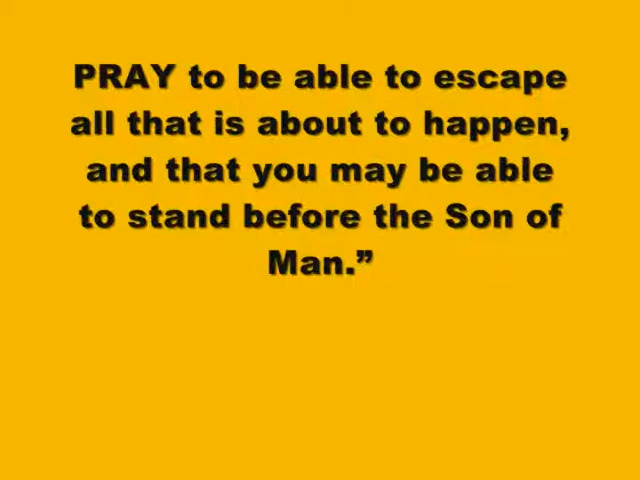 PRAY to be able to escape
all that is about to happen,
and that you may be able
to stand before the Son of
Man.”